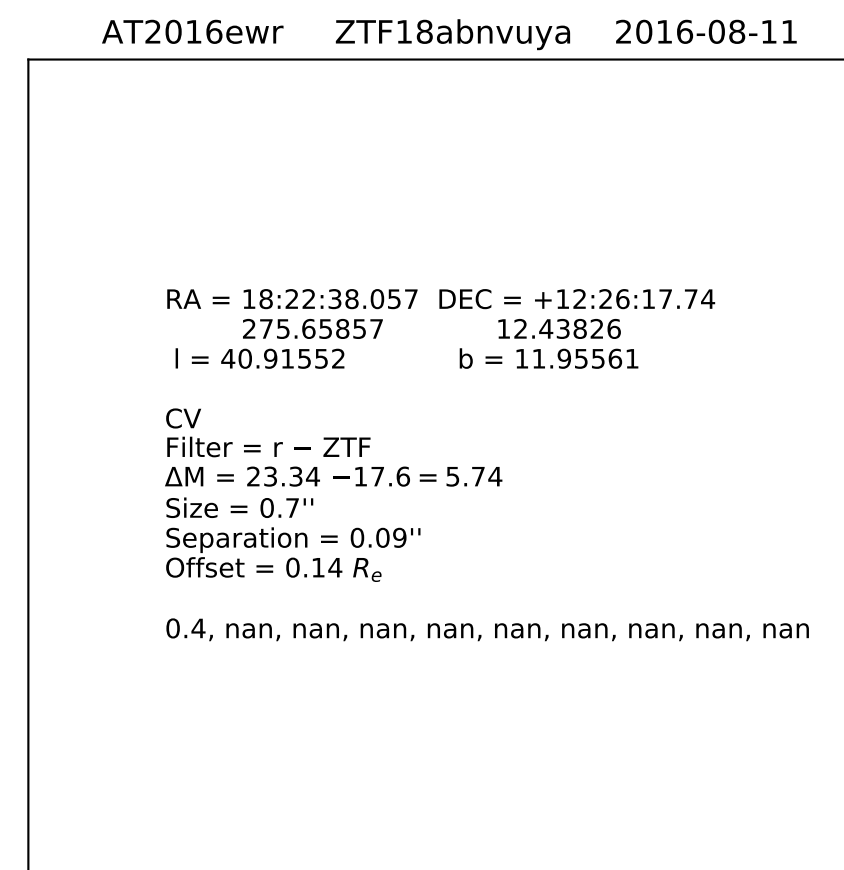 AT2016ewr ZTF18abnvuya 2016-08-11
RA = 18:22:38.057 DEC = +12:26:17.74
275.65857 12.43826
l = 40.91552 b = 11.95561
CV
Filter = r − ZTF
ΔM = 23.34 −17.6 = 5.74
Size = 0.7''
Separation = 0.09''
Offset = 0.14 Re
0.4, nan, nan, nan, nan, nan, nan, nan, nan, nan